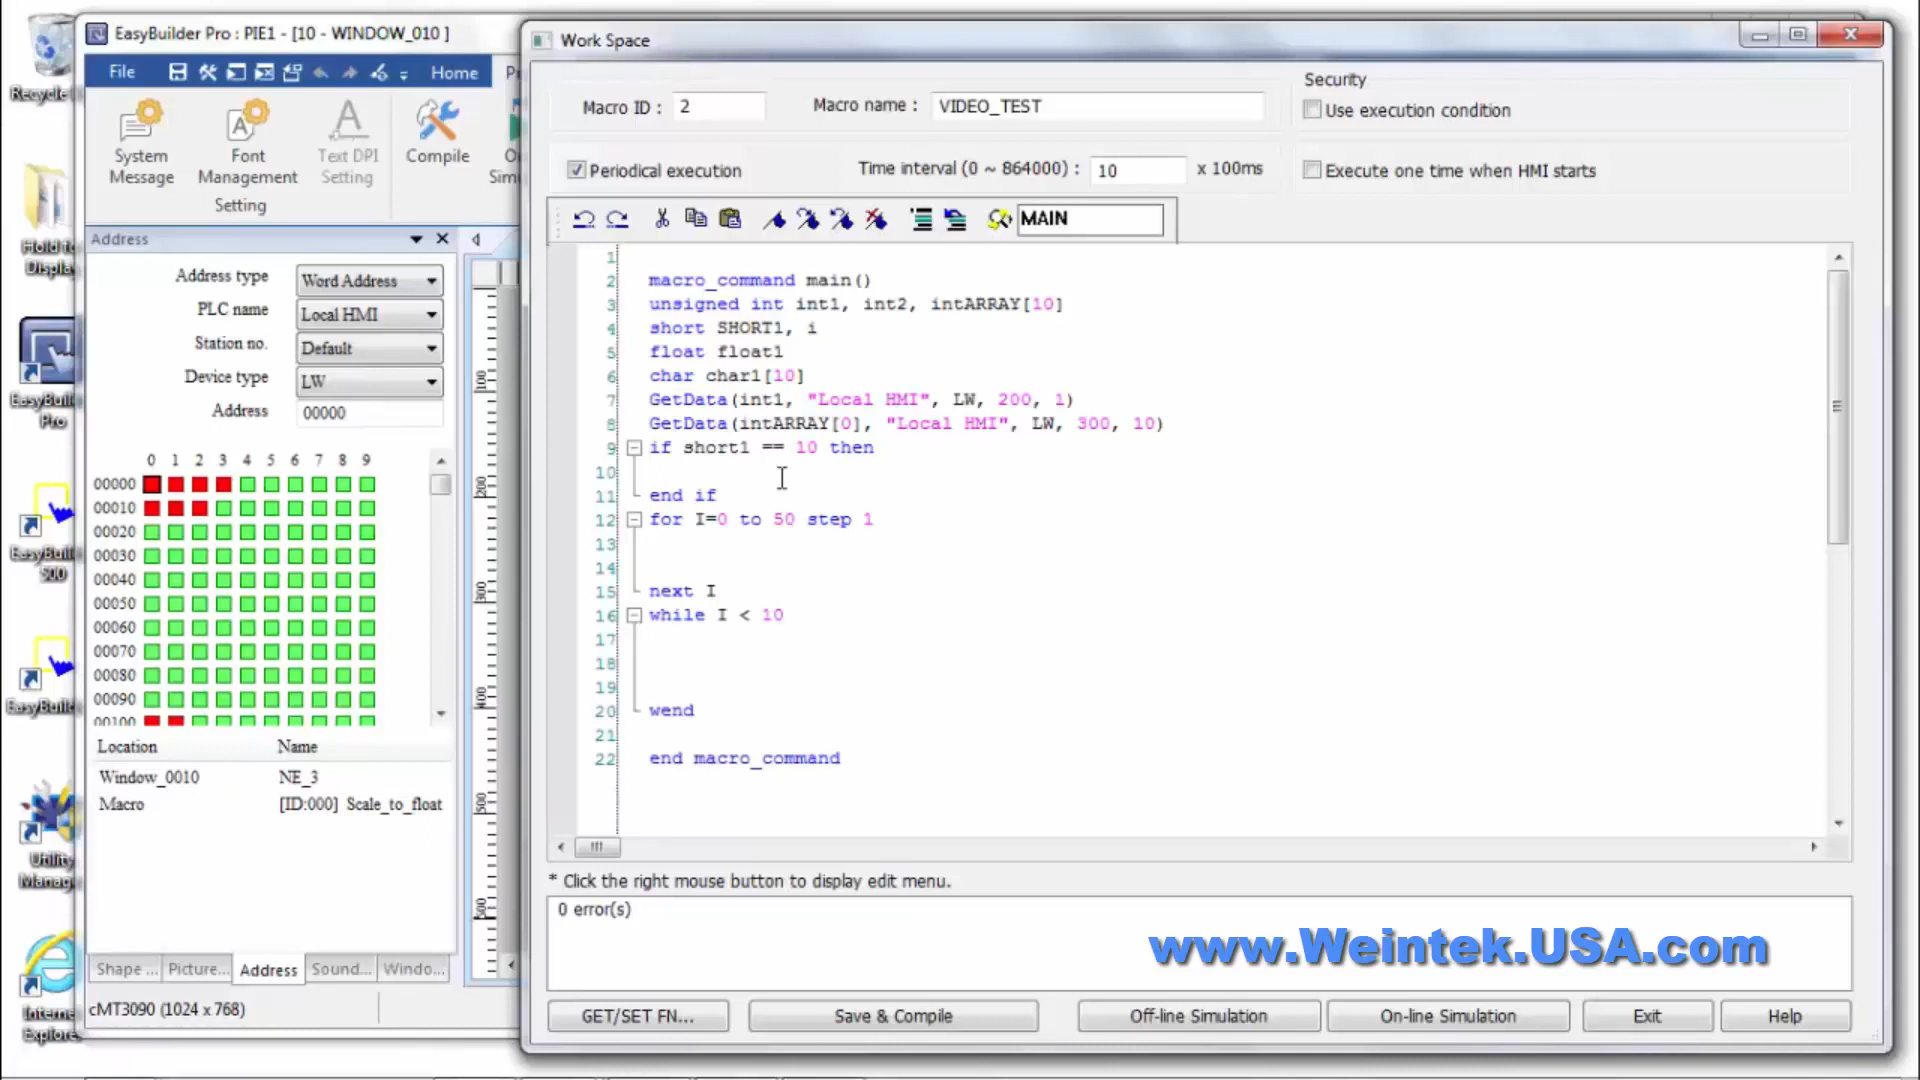 EasyBuilder Pro : PIE1 - [10 - WINDOW_010 ]
File
Home
System Message
Font Management
Text DPI Setting
Compile
Setting
Address
Address type
Word Address
PLC name
Local HMI
Station no.
Default
Device type
LW
Address
00000
0 1 2 3 4 5 6 7 8 9
00000
00010
00020
00030
00040
00050
00060
00070
00080
00090
00100
Location Name
Window_0010 NE_3
Macro [ID:000] Scale_to_float
Shape ... Picture... Address Sound... Windo...
cMT3090 (1024 x 768)
100
200
300
400
500
Work Space
Macro ID : 2
Macro name : VIDEO_TEST
Security
Use execution condition
Periodical execution
Time interval (0 ~ 864000) : 10 x 100ms
Execute one time when HMI starts
MAIN
1
2 macro_command main()
3 unsigned int int1, int2, intARRAY[10]
4 short SHORT1, i
5 float float1
6 char char1[10]
7 GetData(int1, "Local HMI", LW, 200, 1)
8 GetData(intARRAY[0], "Local HMI", LW, 300, 10)
9 if short1 == 10 then
10
11 end if
12 for I=0 to 50 step 1
13
14
15 next I
16 while I < 10
17
18
19
20 wend
21
22 end macro_command
* Click the right mouse button to display edit menu.
0 error(s)
www.Weintek.USA.com
GET/SET FN...
Save & Compile
Off-line Simulation
On-line Simulation
Exit
Help